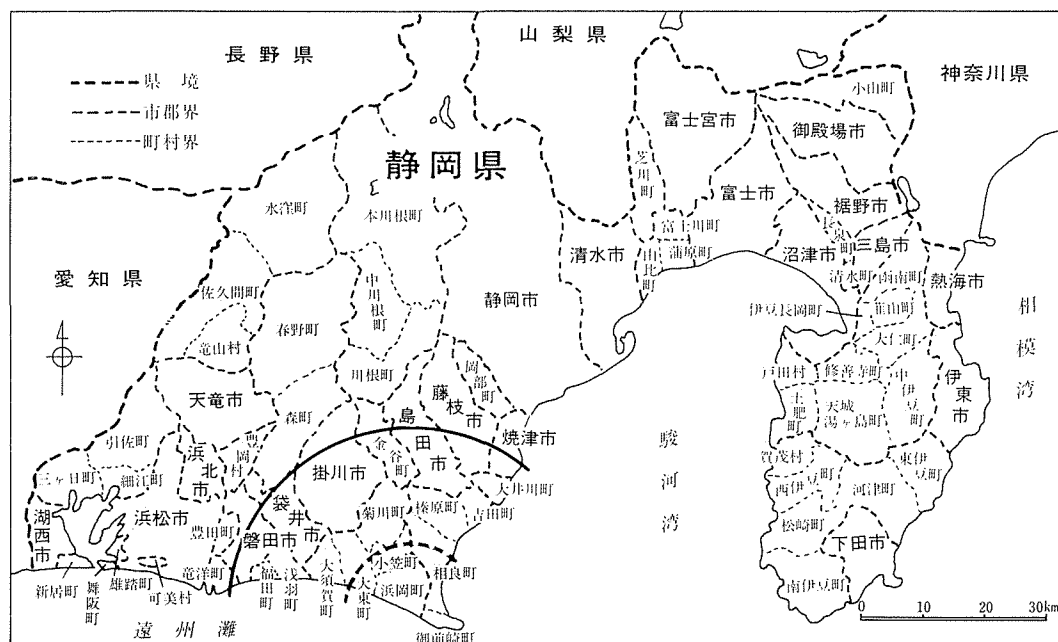 長野県
山梨県
神奈川県
愛知県
静岡県
県境
市郡界
町村界
小山町
御殿場市
富士宮市
芝川町
富士市
裾野市
長泉町
三島市
富士川町
蒲原町
由比町
沼津市
清水町
函南町
熱海市
清水市
静岡市
水窪町
本川根町
中川根町
佐久間町
春野町
竜山村
川根町
岡部町
藤枝市
天竜市
森町
島田市
焼津市
金谷町
掛川市
大井川町
引佐町
浜北市
豊岡村
三ヶ日町
細江町
湖西市
浜松市
豊田町
磐田市
袋井市
菊川町
榛原町
吉田町
小笠町
相良町
新居町
舞阪町
雄踏町
可美村
竜洋町
福田町
浅羽町
大須賀町
大東町
浜岡町
御前崎町
遠州灘
駿河湾
相模湾
伊豆長岡町
韮山町
大仁町
戸田村
修善寺町
中伊豆町
伊東市
土肥町
天城湯ヶ島町
賀茂村
西伊豆町
東伊豆町
河津町
松崎町
下田市
南伊豆町
0 10 20 30km